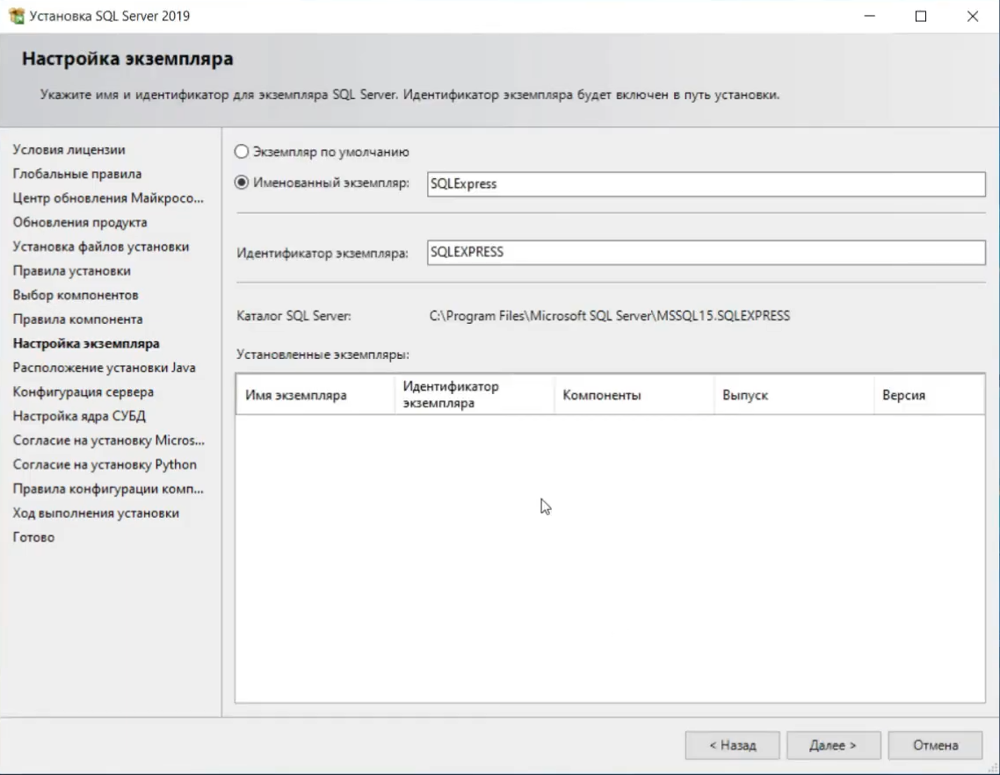 Установка SQL Server 2019
Настройка экземпляра
Укажите имя и идентификатор для экземпляра SQL Server. Идентификатор экземпляра будет включен в путь установки.
Условия лицензии
Глобальные правила
Центр обновления Майкросо...
Обновления продукта
Установка файлов установки
Правила установки
Выбор компонентов
Правила компонента
Настройка экземпляра
Расположение установки Java
Конфигурация сервера
Настройка ядра СУБД
Согласие на установку Micros...
Согласие на установку Python
Правила конфигурации комп...
Ход выполнения установки
Готово
Экземпляр по умолчанию
Именованный экземпляр: SQLExpress
Идентификатор экземпляра: SQLEXPRESS
Каталог SQL Server: C:\Program Files\Microsoft SQL Server\MSSQL15.SQLEXPRESS
Установленные экземпляры:
Имя экземпляра
Идентификатор
экземпляра
Компоненты
Выпуск
Версия
< Назад
Далее >
Отмена